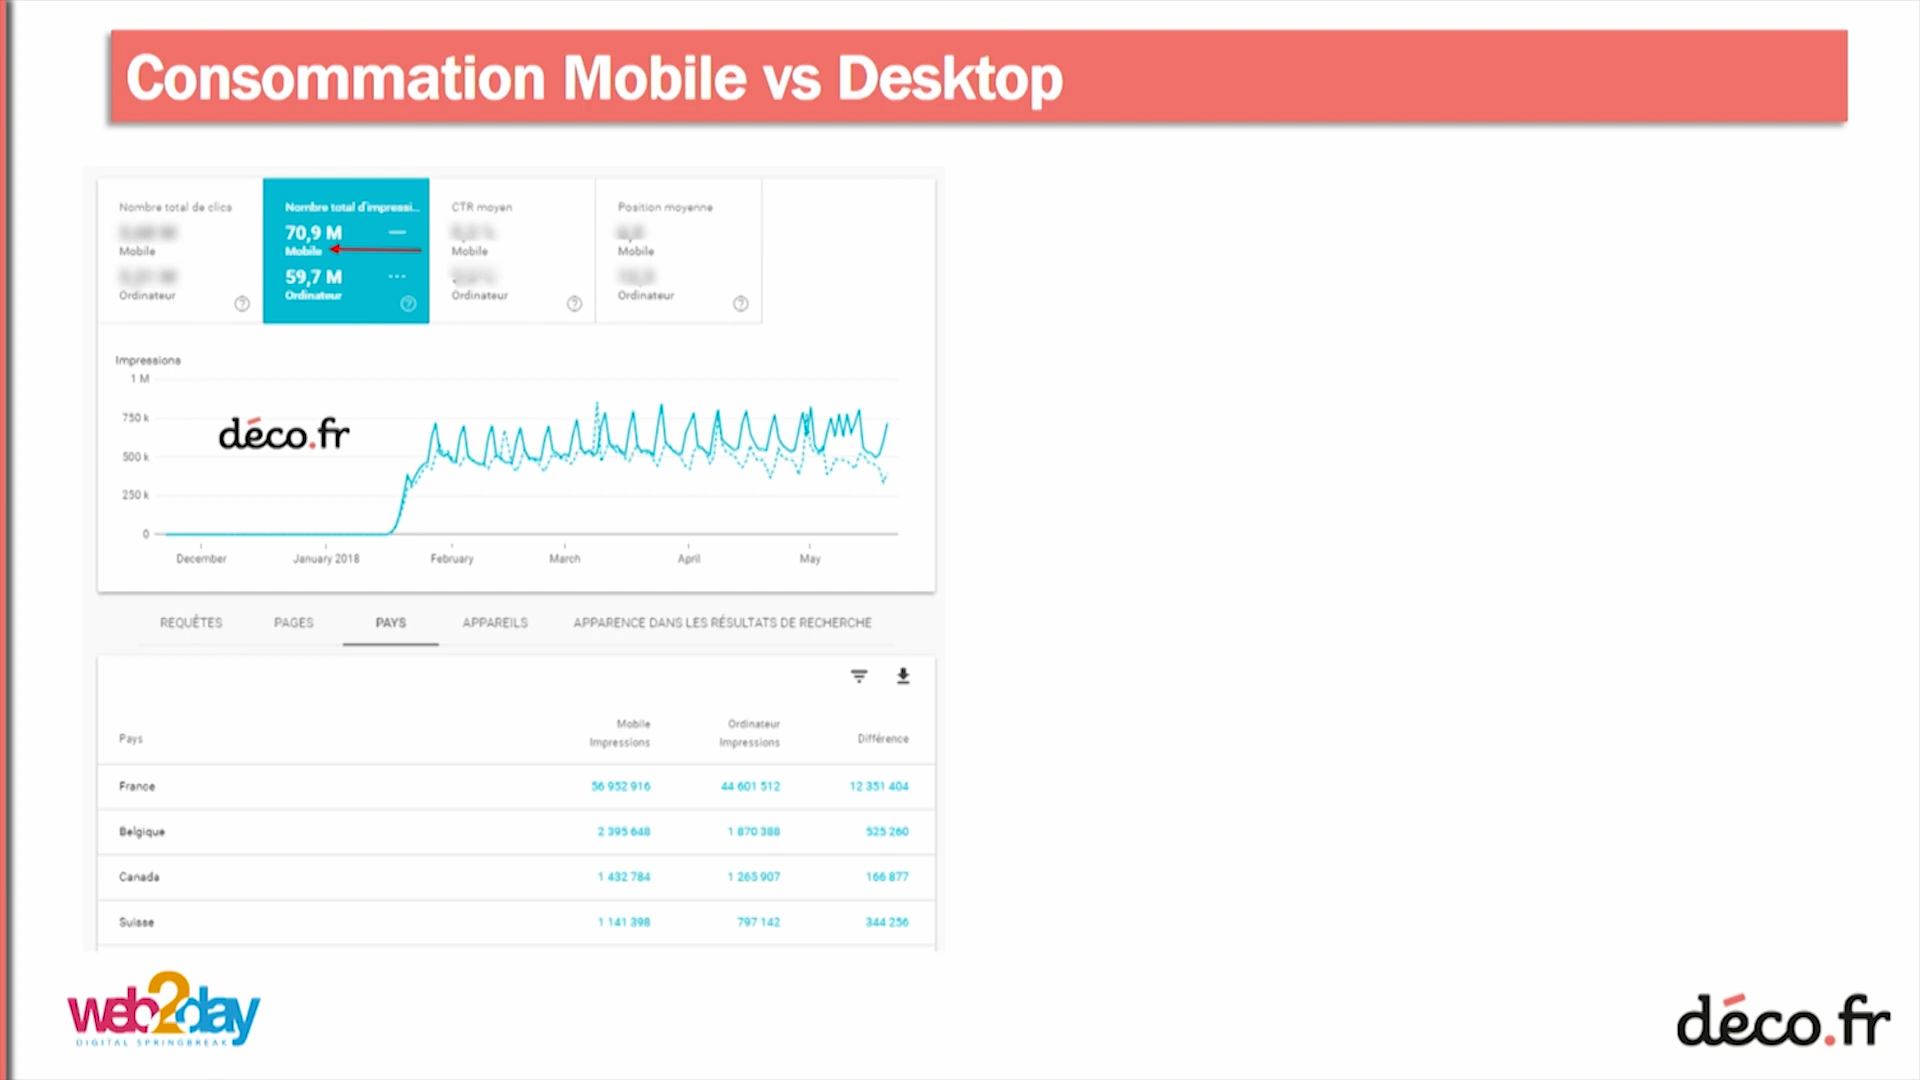 Consommation Mobile vs Desktop
Nombre total de clics
Mobile
Ordinateur
Nombre total d'impressi...
70,9 M
Mobile
59,7 M
Ordinateur
CTR moyen
Mobile
Ordinateur
Position moyenne
Mobile
Ordinateur
Impressions
1 M
750 k
500 k
250 k
0
déco.fr
December January 2018 February March April May
REQUÊTES PAGES PAYS APPAREILS APPARENCE DANS LES RÉSULTATS DE RECHERCHE
Pays Mobile Impressions Ordinateur Impressions Différence
France 56 952 916 44 601 512 12 351 404
Belgique 2 395 648 1 870 388 525 260
Canada 1 432 784 1 265 907 166 877
Suisse 1 141 398 797 142 344 256
web2day
DIGITAL SPRINGBREAK
déco.fr